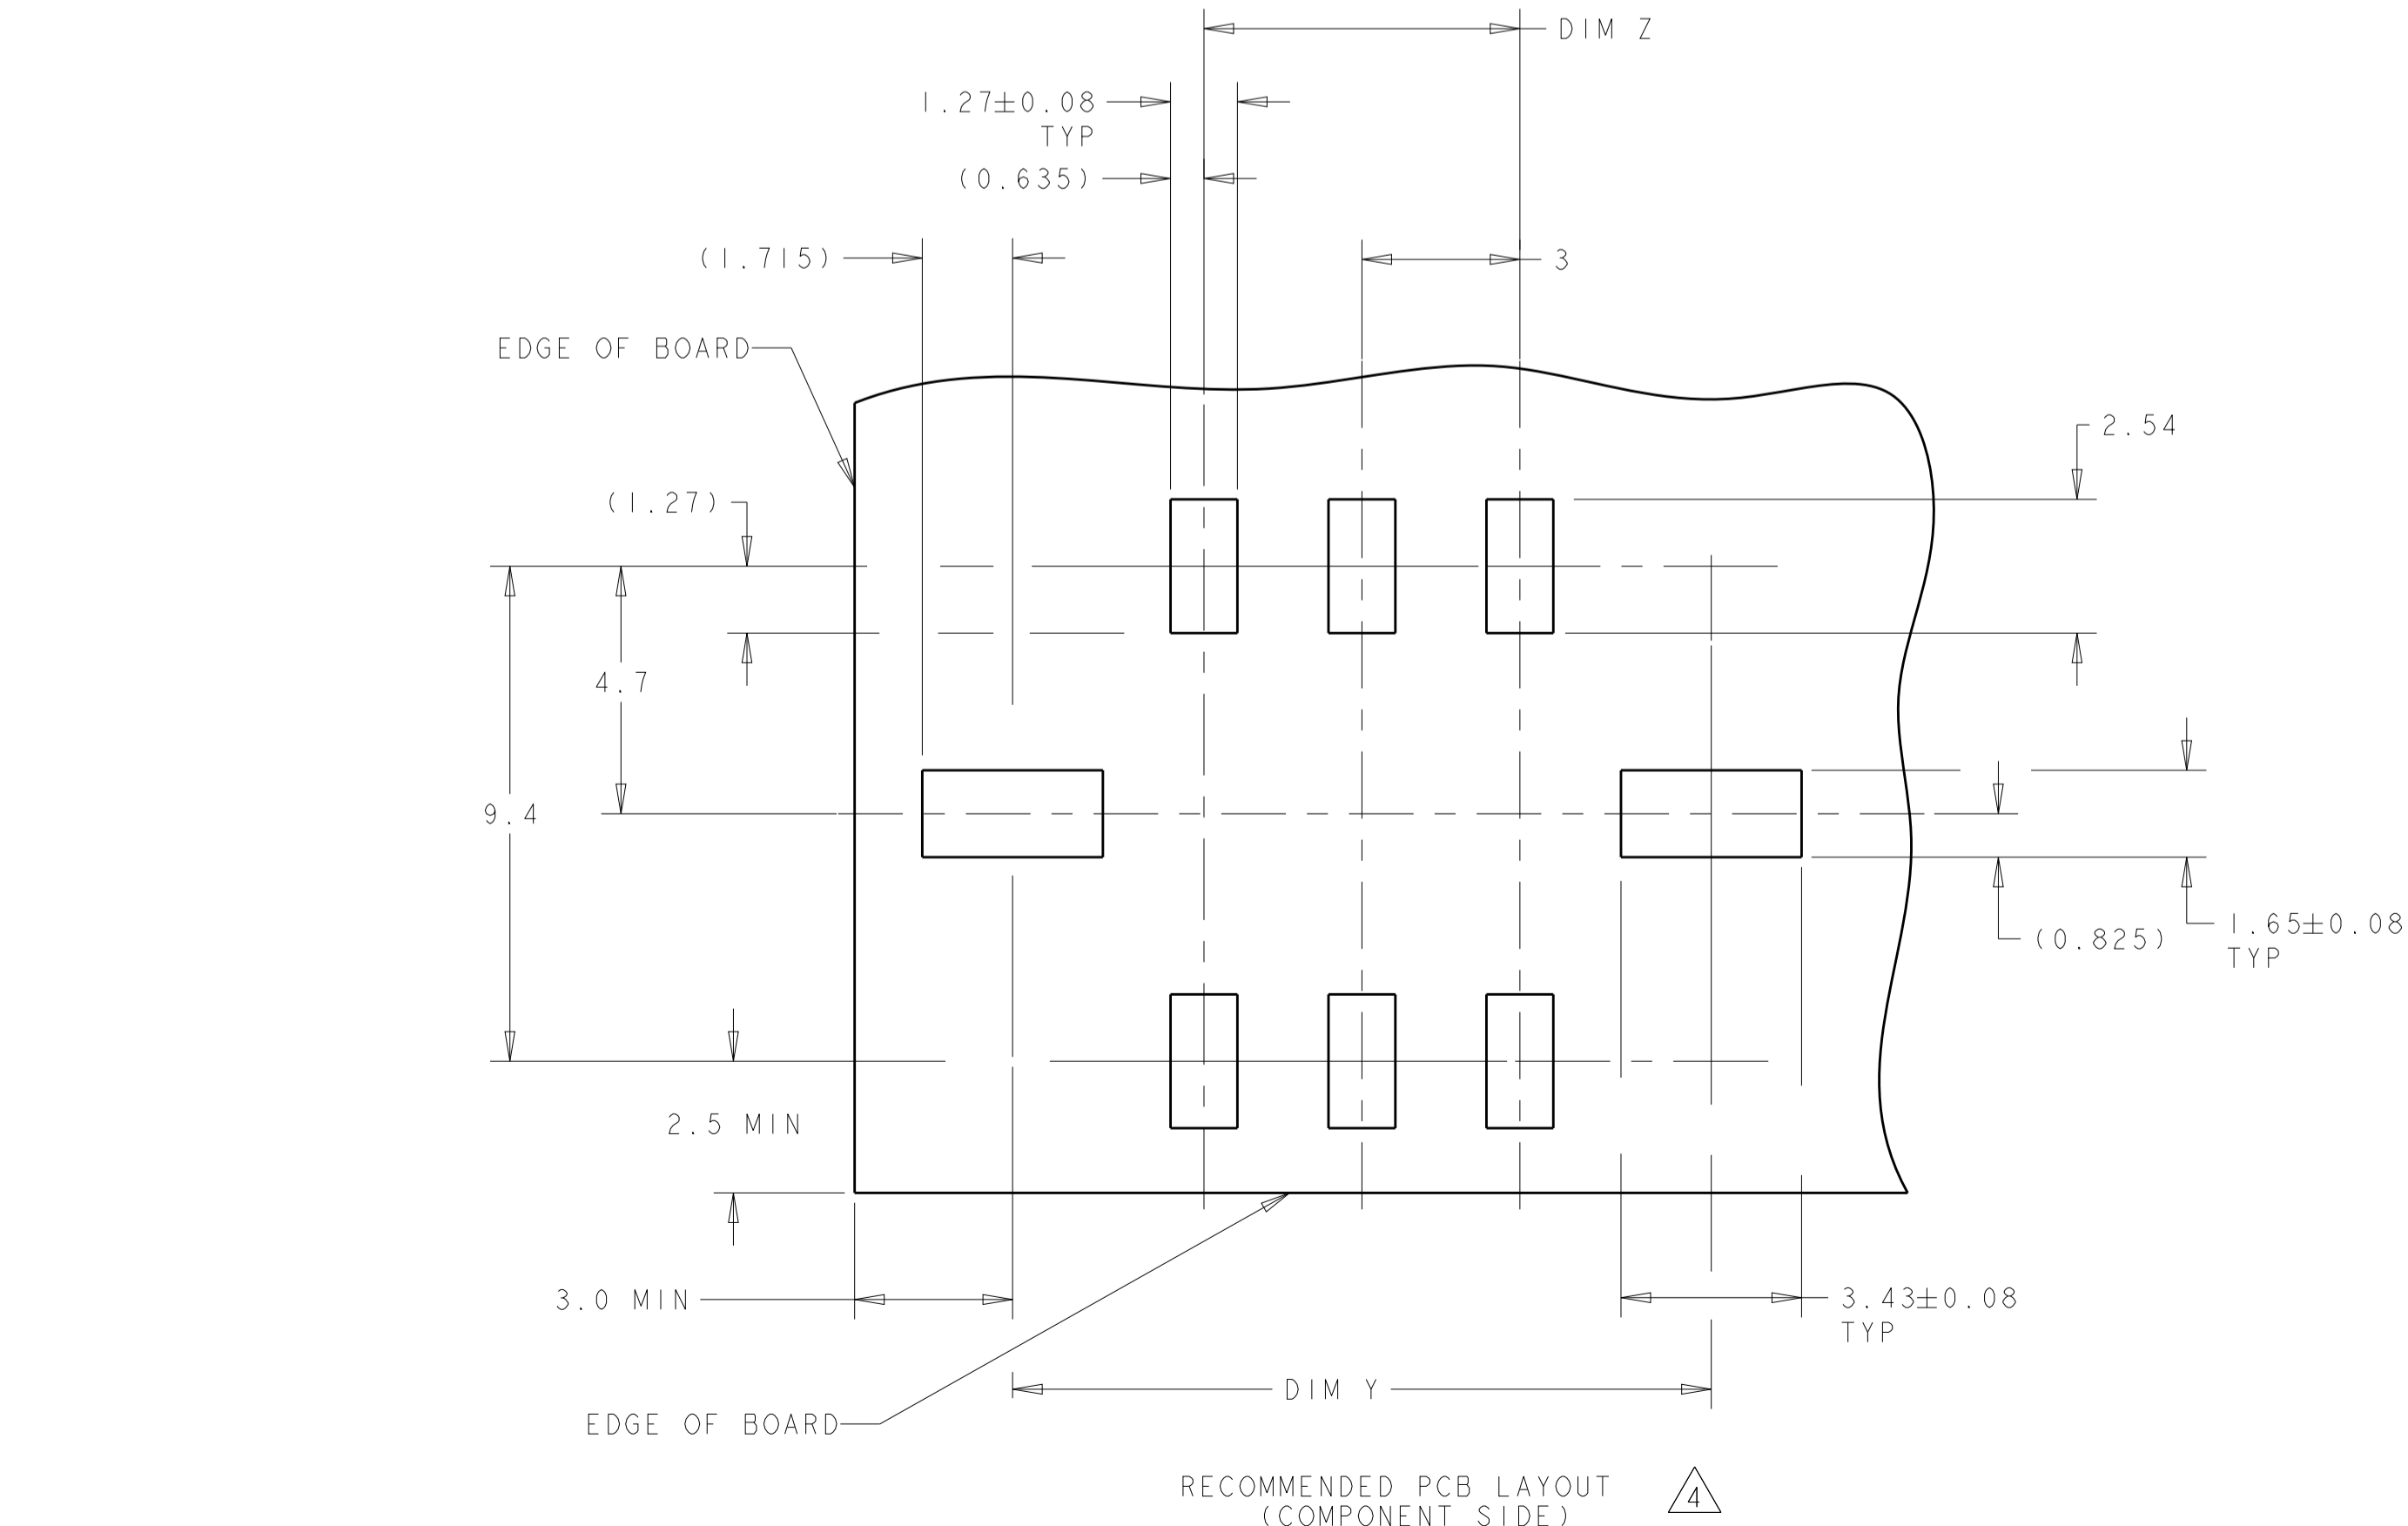 DIM Z
1.27±0.08
TYP
(0.635)
(1.715)
3
EDGE OF BOARD
2.54
(1.27)
4.7
9.4
1.65±0.08
TYP
(0.825)
2.5 MIN
3.0 MIN
3.43±0.08
TYP
DIM Y
EDGE OF BOARD
RECOMMENDED PCB LAYOUT
(COMPONENT SIDE)
4